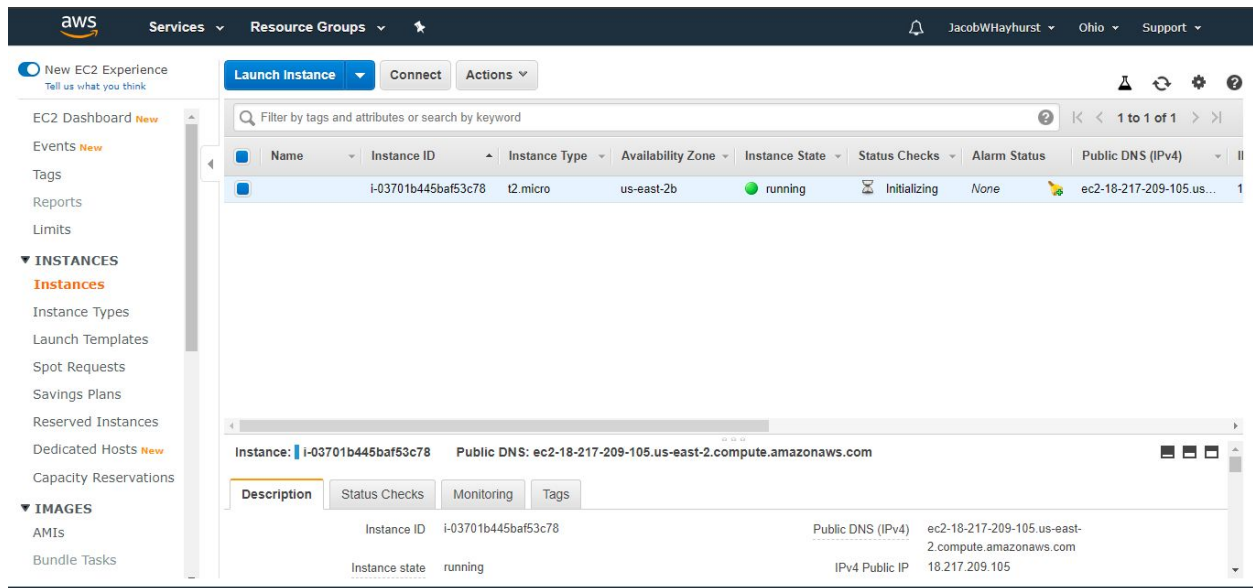 aws Services Resource Groups JacobWHayhurst Ohio Support
New EC2 Experience
Tell us what you think
EC2 Dashboard New
Events New
Tags
Reports
Limits
INSTANCES
Instances
Instance Types
Launch Templates
Spot Requests
Savings Plans
Reserved Instances
Dedicated Hosts New
Capacity Reservations
IMAGES
AMIs
Bundle Tasks
Launch Instance Connect Actions
Filter by tags and attributes or search by keyword 1 to 1 of 1
Name Instance ID Instance Type Availability Zone Instance State Status Checks Alarm Status Public DNS (IPv4)
i-03701b445baf53c78 t2.micro us-east-2b running Initializing None ec2-18-217-209-105.us... 1
Instance: i-03701b445baf53c78 Public DNS: ec2-18-217-209-105.us-east-2.compute.amazonaws.com
Description Status Checks Monitoring Tags
Instance ID i-03701b445baf53c78 Public DNS (IPv4) ec2-18-217-209-105.us-east-
2.compute.amazonaws.com
Instance state running IPv4 Public IP 18.217.209.105